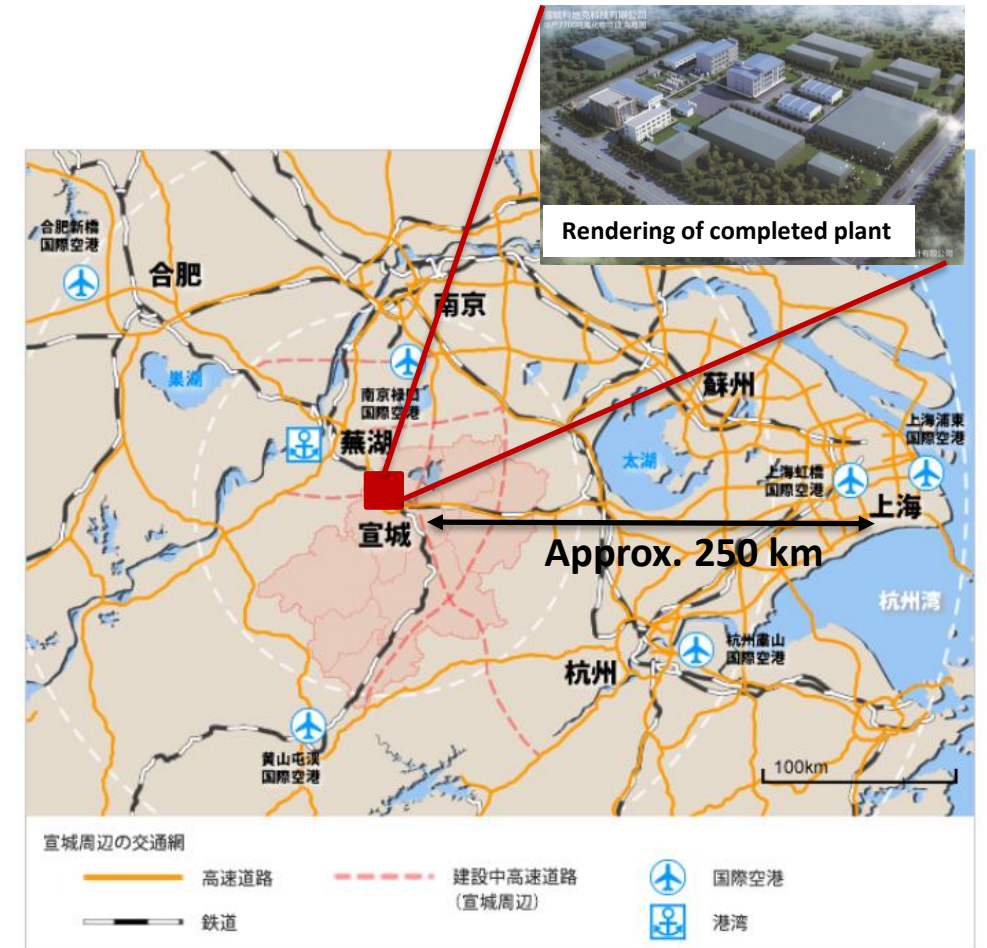 Rendering of completed plant
合肥新橋
国際空港
合肥
南京
巣湖
南京禄口
国際空港
蘇州
蕪湖
太湖
上海浦東
国際空港
上海虹橋
国際空港
上海
宣城
Approx. 250 km
杭州湾
杭州蕭山
国際空港
杭州
黄山屯渓
国際空港
100km
宣城周辺の交通網
高速道路
建設中高速道路
(宣城周辺)
国際空港
鉄道
港湾